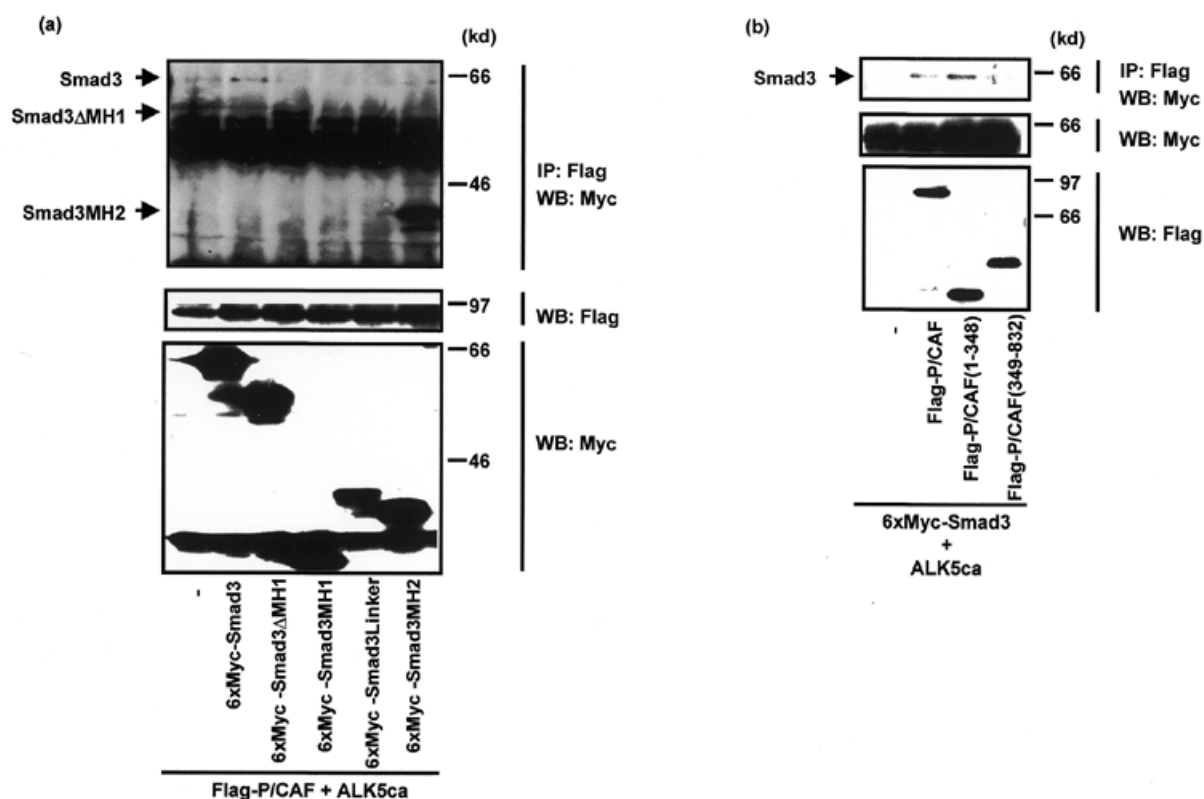 (a)
(kd)
Smad3
66
Smad3ΔMH1
46
Smad3MH2
IP: Flag
WB: Myc
97
WB: Flag
66
46
WB: Myc
-
6xMyc-Smad3
6xMyc -Smad3ΔMH1
6xMyc -Smad3MH1
6xMyc -Smad3Linker
6xMyc -Smad3MH2
Flag-P/CAF + ALK5ca
(b)
(kd)
Smad3
66
IP: Flag
WB: Myc
66
WB: Myc
97
66
WB: Flag
-
Flag-P/CAF
Flag-P/CAF(1-348)
Flag-P/CAF(349-832)
6xMyc-Smad3
+
ALK5ca